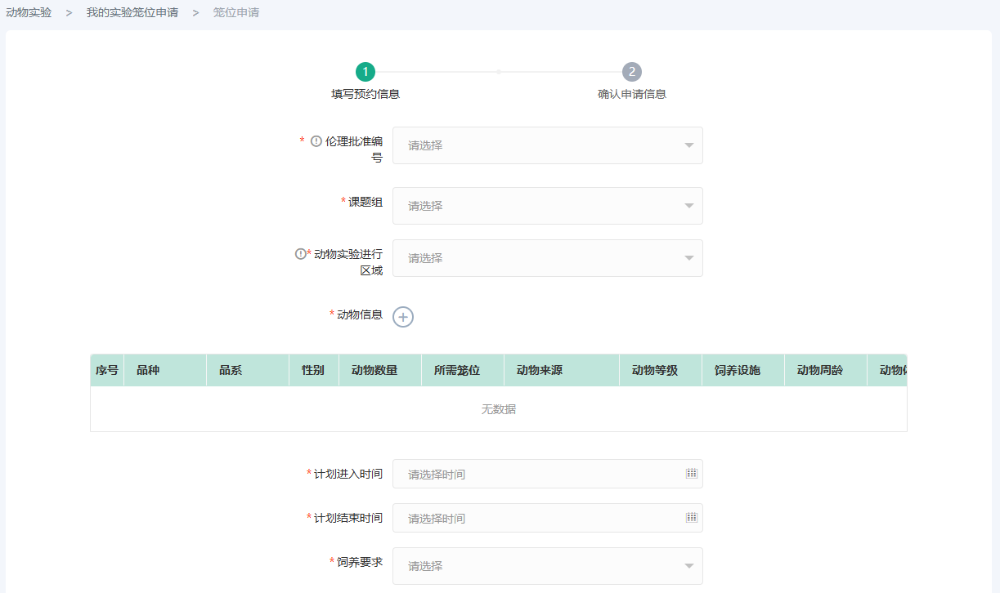 动物实验 > 我的实验笼位申请 > 笼位申请
1 2
填写预约信息 确认申请信息
* 伦理批准编号 请选择
* 课题组 请选择
* 动物实验进行区域 请选择
* 动物信息
序号 品种 品系 性别 动物数量 所需笼位 动物来源 动物等级 饲养设施 动物周龄 动物
无数据
* 计划进入时间 请选择时间
* 计划结束时间 请选择时间
* 饲养要求 请选择